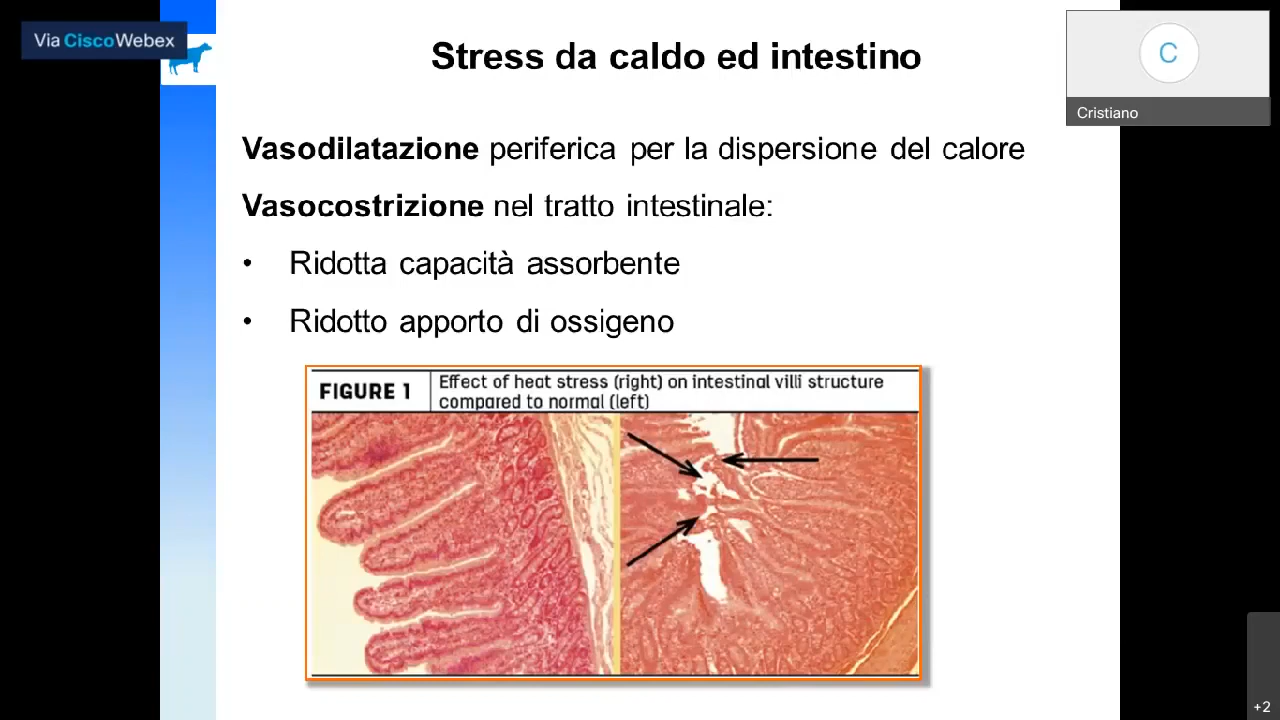 Via Cisco Webex
Stress da caldo ed intestino
C
Cristiano
Vasodilatazione periferica per la dispersione del calore
Vasocostrizione nel tratto intestinale:
• Ridotta capacità assorbente
• Ridotto apporto di ossigeno
FIGURE 1
Effect of heat stress (right) on intestinal villi structure
compared to normal (left)
+2